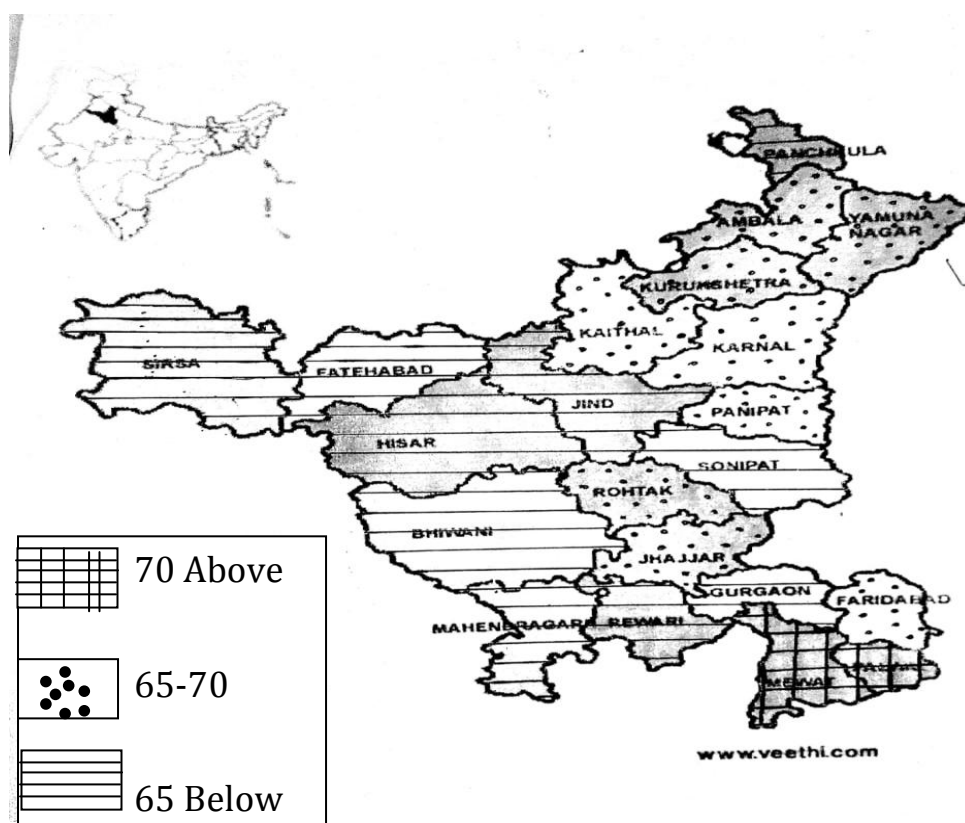 PANCHKULA
AMBALA
YAMUNA
NAGAR
KURUKSHETRA
KAITHAL
KARNAL
SIRSA
FATEHABAD
JIND
PANIPAT
HISAR
SONIPAT
ROHTAK
BHIWANI
JHAJJAR
GURGAON
FARIDABAD
MAHENDRAGARH
REWARI
MEWAT
PALWAL
www.veethi.com
70 Above
65-70
65 Below